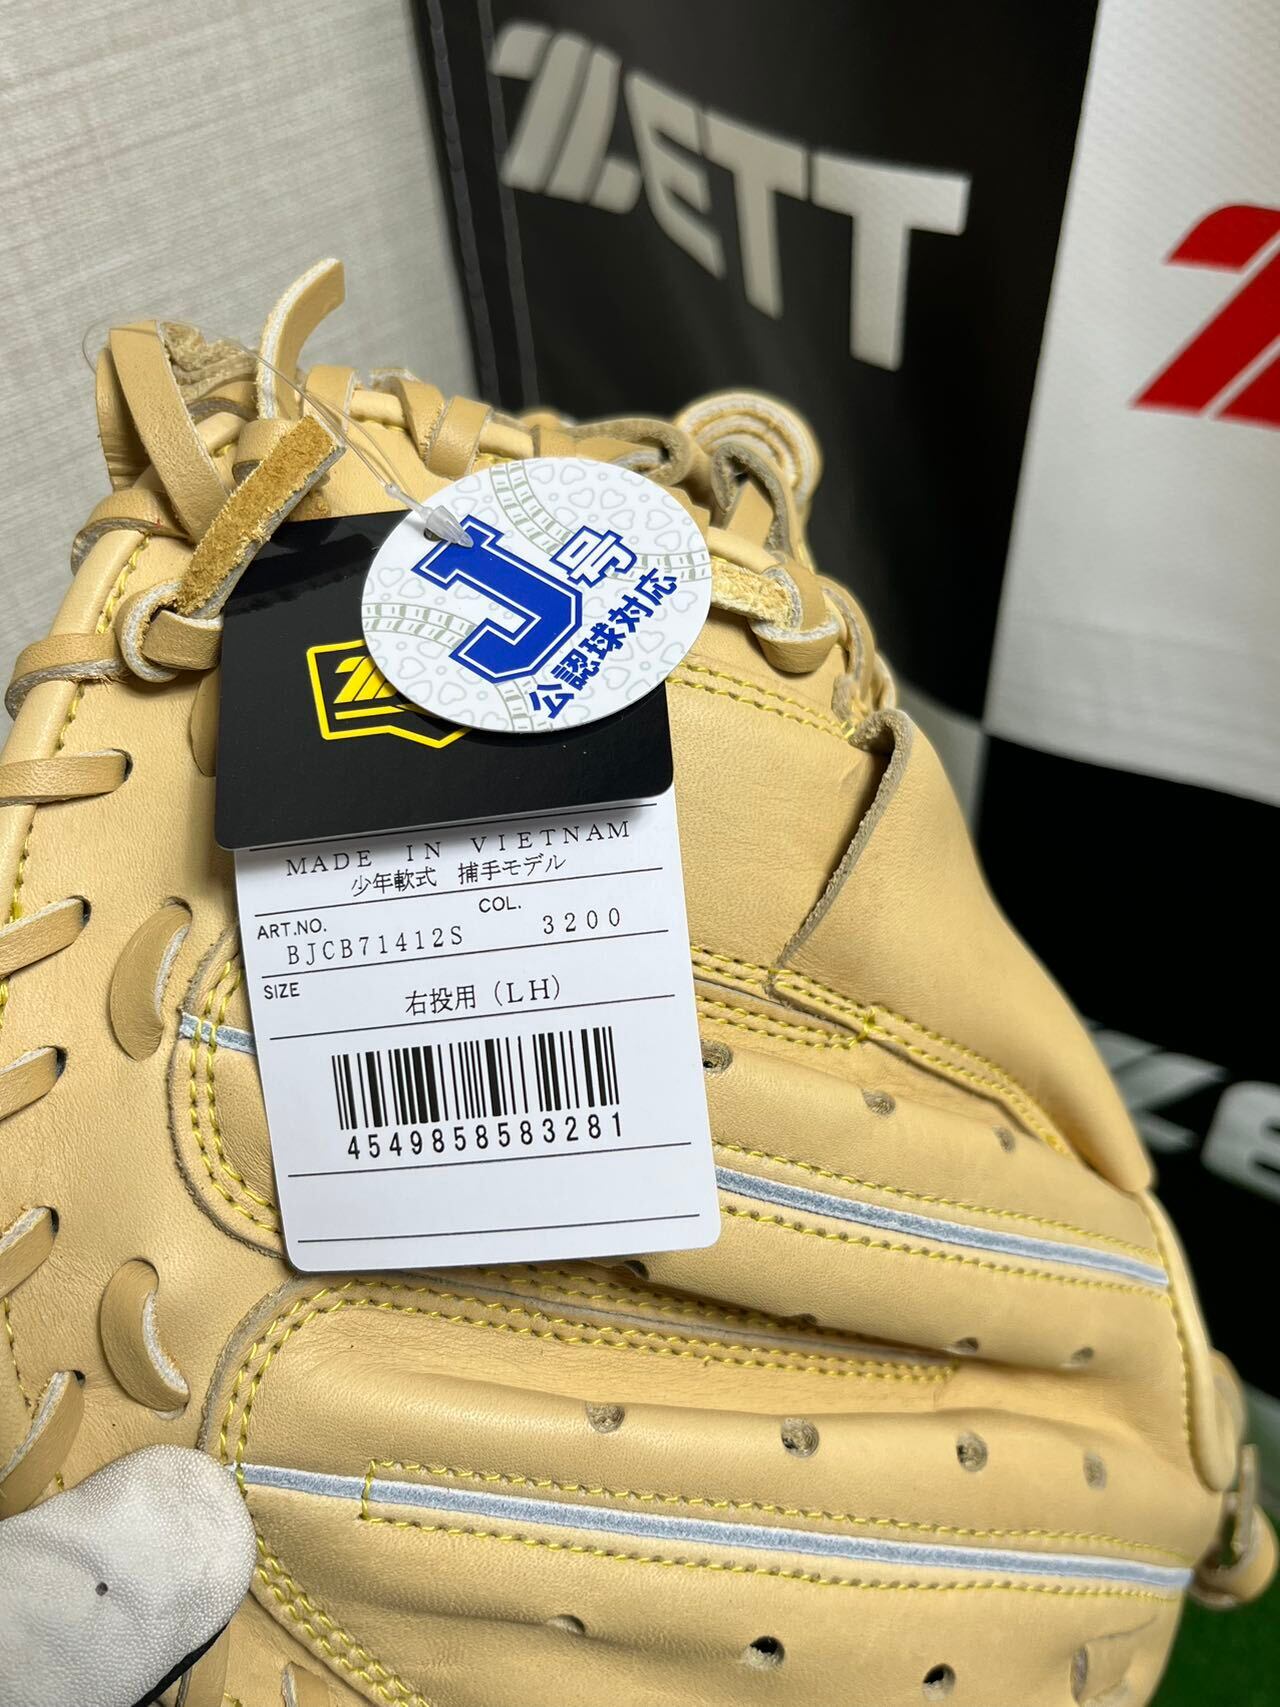 ZETT
J号
公認球対応
MADE IN VIETNAM
少年軟式 捕手モデル
ART.NO. COL.
BJCB71412S 3200
SIZE
右投用(LH)
4549858583281